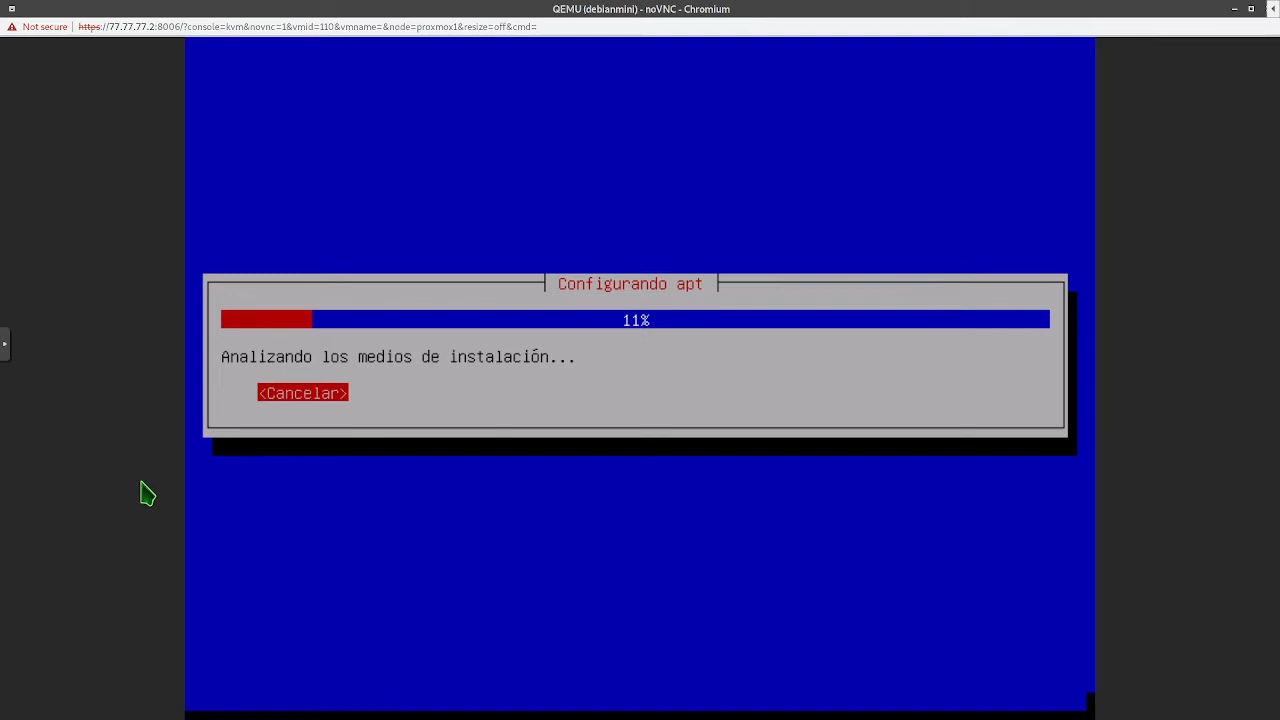 QEMU (debianmini) - noVNC - Chromium
Not secure https://77.77.77.2:8006/?console=kvm&novnc=1&vmid=110&vmname=&node=proxmox1&resize=off&cmd=
Configurando apt
11%
Analizando los medios de instalación...
<Cancelar>